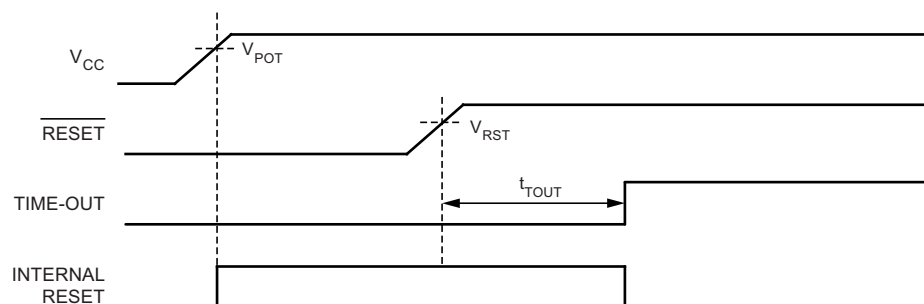 V_CC
V_POT
RESET
V_RST
t_TOUT
TIME-OUT
INTERNAL
RESET